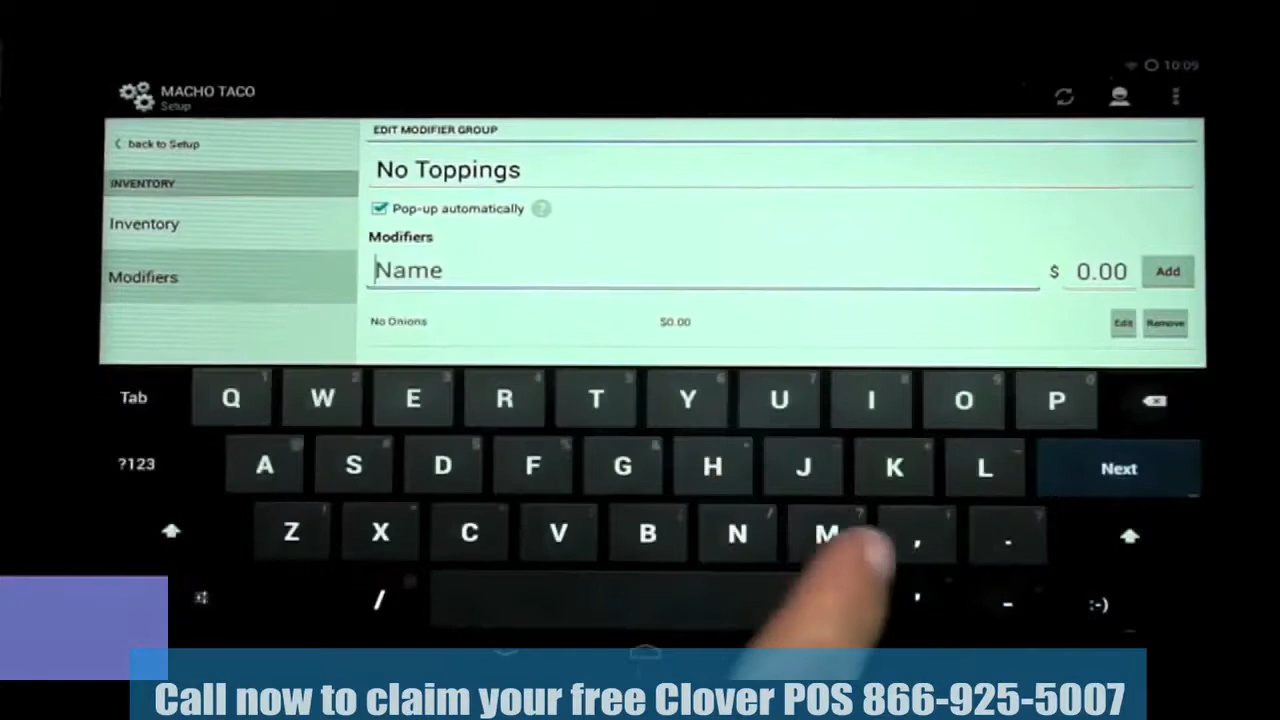 10:09
MACHO TACO
Setup
back to Setup
EDIT MODIFIER GROUP
No Toppings
INVENTORY
Pop-up automatically ?
Inventory
Modifiers
Name $ 0.00 Add
Modifiers
No Onions $0.00 Edit Remove
Tab Q W E R T Y U I O P
?123 A S D F G H J K L Next
Z X C V B N M , .
/ ' - :-)
Call now to claim your free Clover POS 866-925-5007